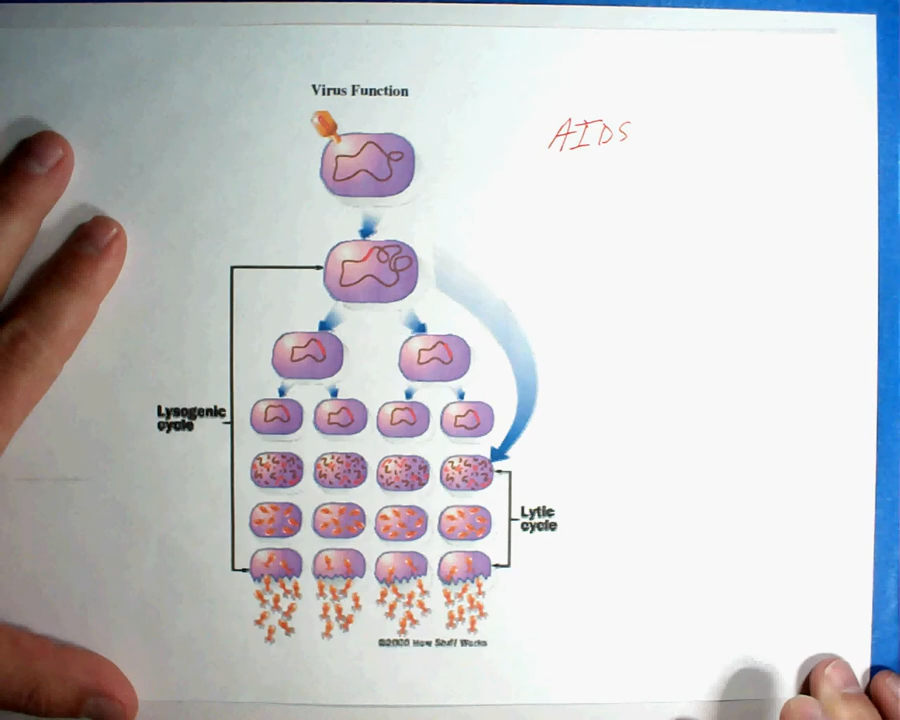 Virus Function
AIDS
Lysogenic
cycle
Lytic
cycle
©2000 How Stuff Works